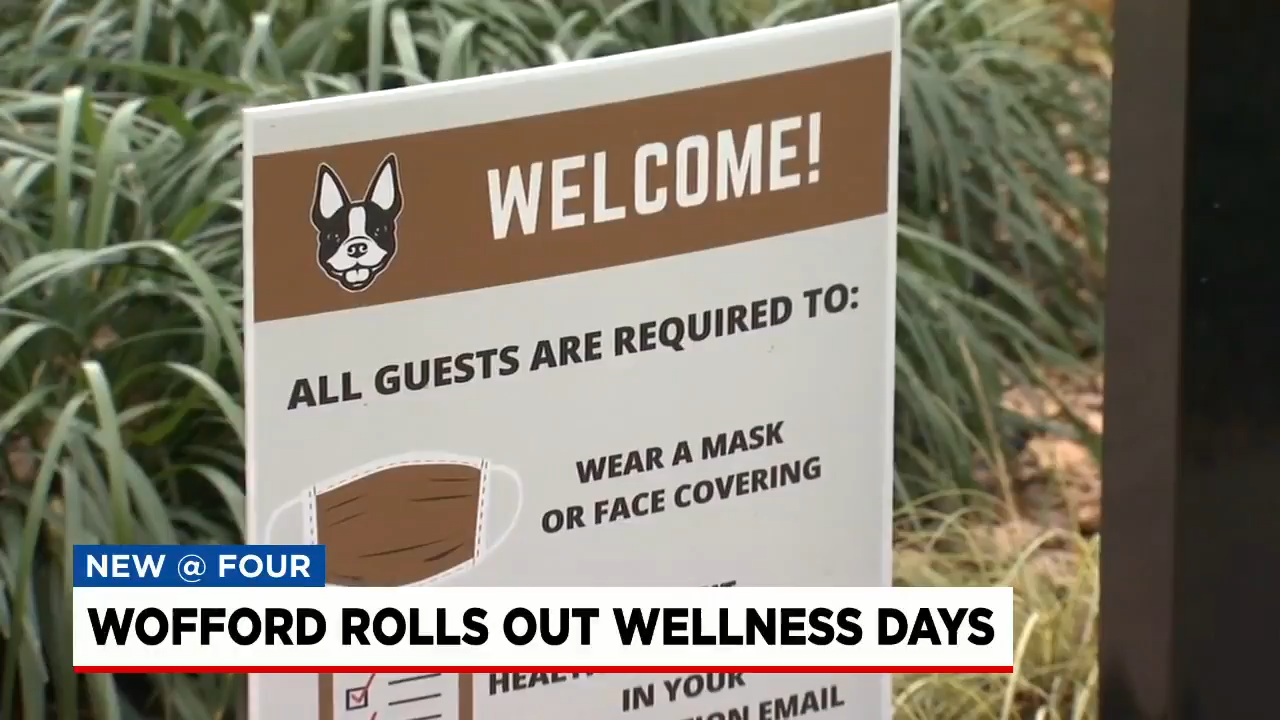 WELCOME!
ALL GUESTS ARE REQUIRED TO:
WEAR A MASK
OR FACE COVERING
NEW @ FOUR
WOFFORD ROLLS OUT WELLNESS DAYS
IN YOUR
EMAIL